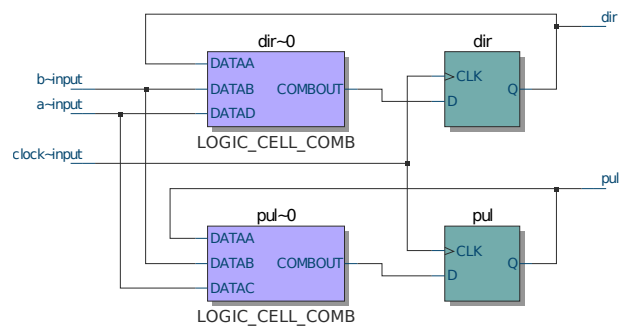 dir
dir~0
dir
DATAA
CLK
b~input
DATAB
COMBOUT
Q
a~input
DATAD
D
LOGIC_CELL_COMB
clock~input
pul
pul~0
pul
DATAA
CLK
DATAB
COMBOUT
Q
DATAC
D
LOGIC_CELL_COMB